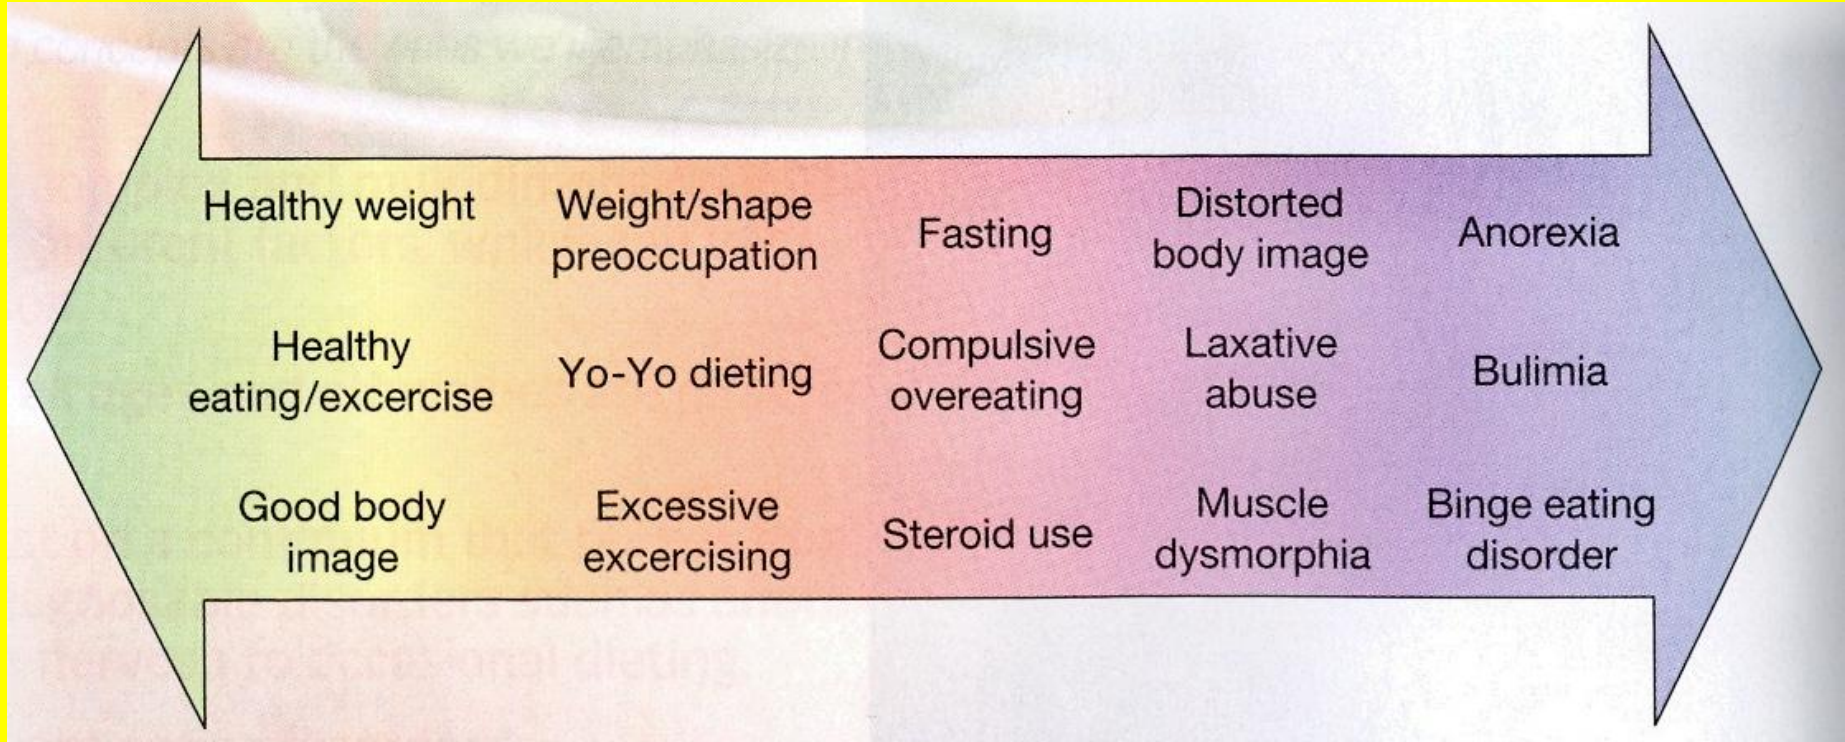 Healthy weight
Weight/shape
preoccupation
Fasting
Distorted
body image
Anorexia
Healthy
eating/excercise
Yo-Yo dieting
Compulsive
overeating
Laxative
abuse
Bulimia
Good body
image
Excessive
excercising
Steroid use
Muscle
dysmorphia
Binge eating
disorder